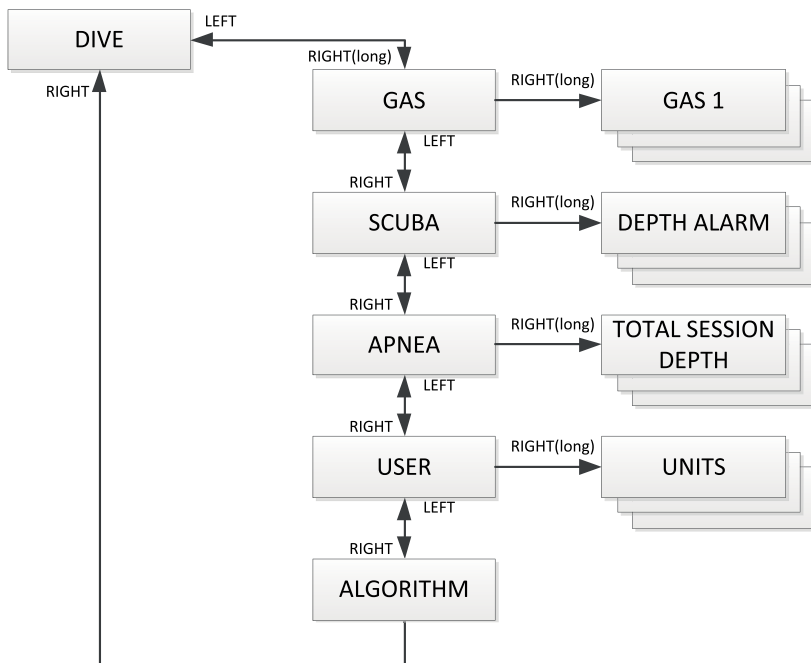 DIVE
LEFT
RIGHT
RIGHT(long)
GAS
RIGHT(long)
GAS 1
LEFT
RIGHT
SCUBA
RIGHT(long)
DEPTH ALARM
LEFT
RIGHT
APNEA
RIGHT(long)
TOTAL SESSION
DEPTH
LEFT
RIGHT
USER
RIGHT(long)
UNITS
LEFT
RIGHT
ALGORITHM